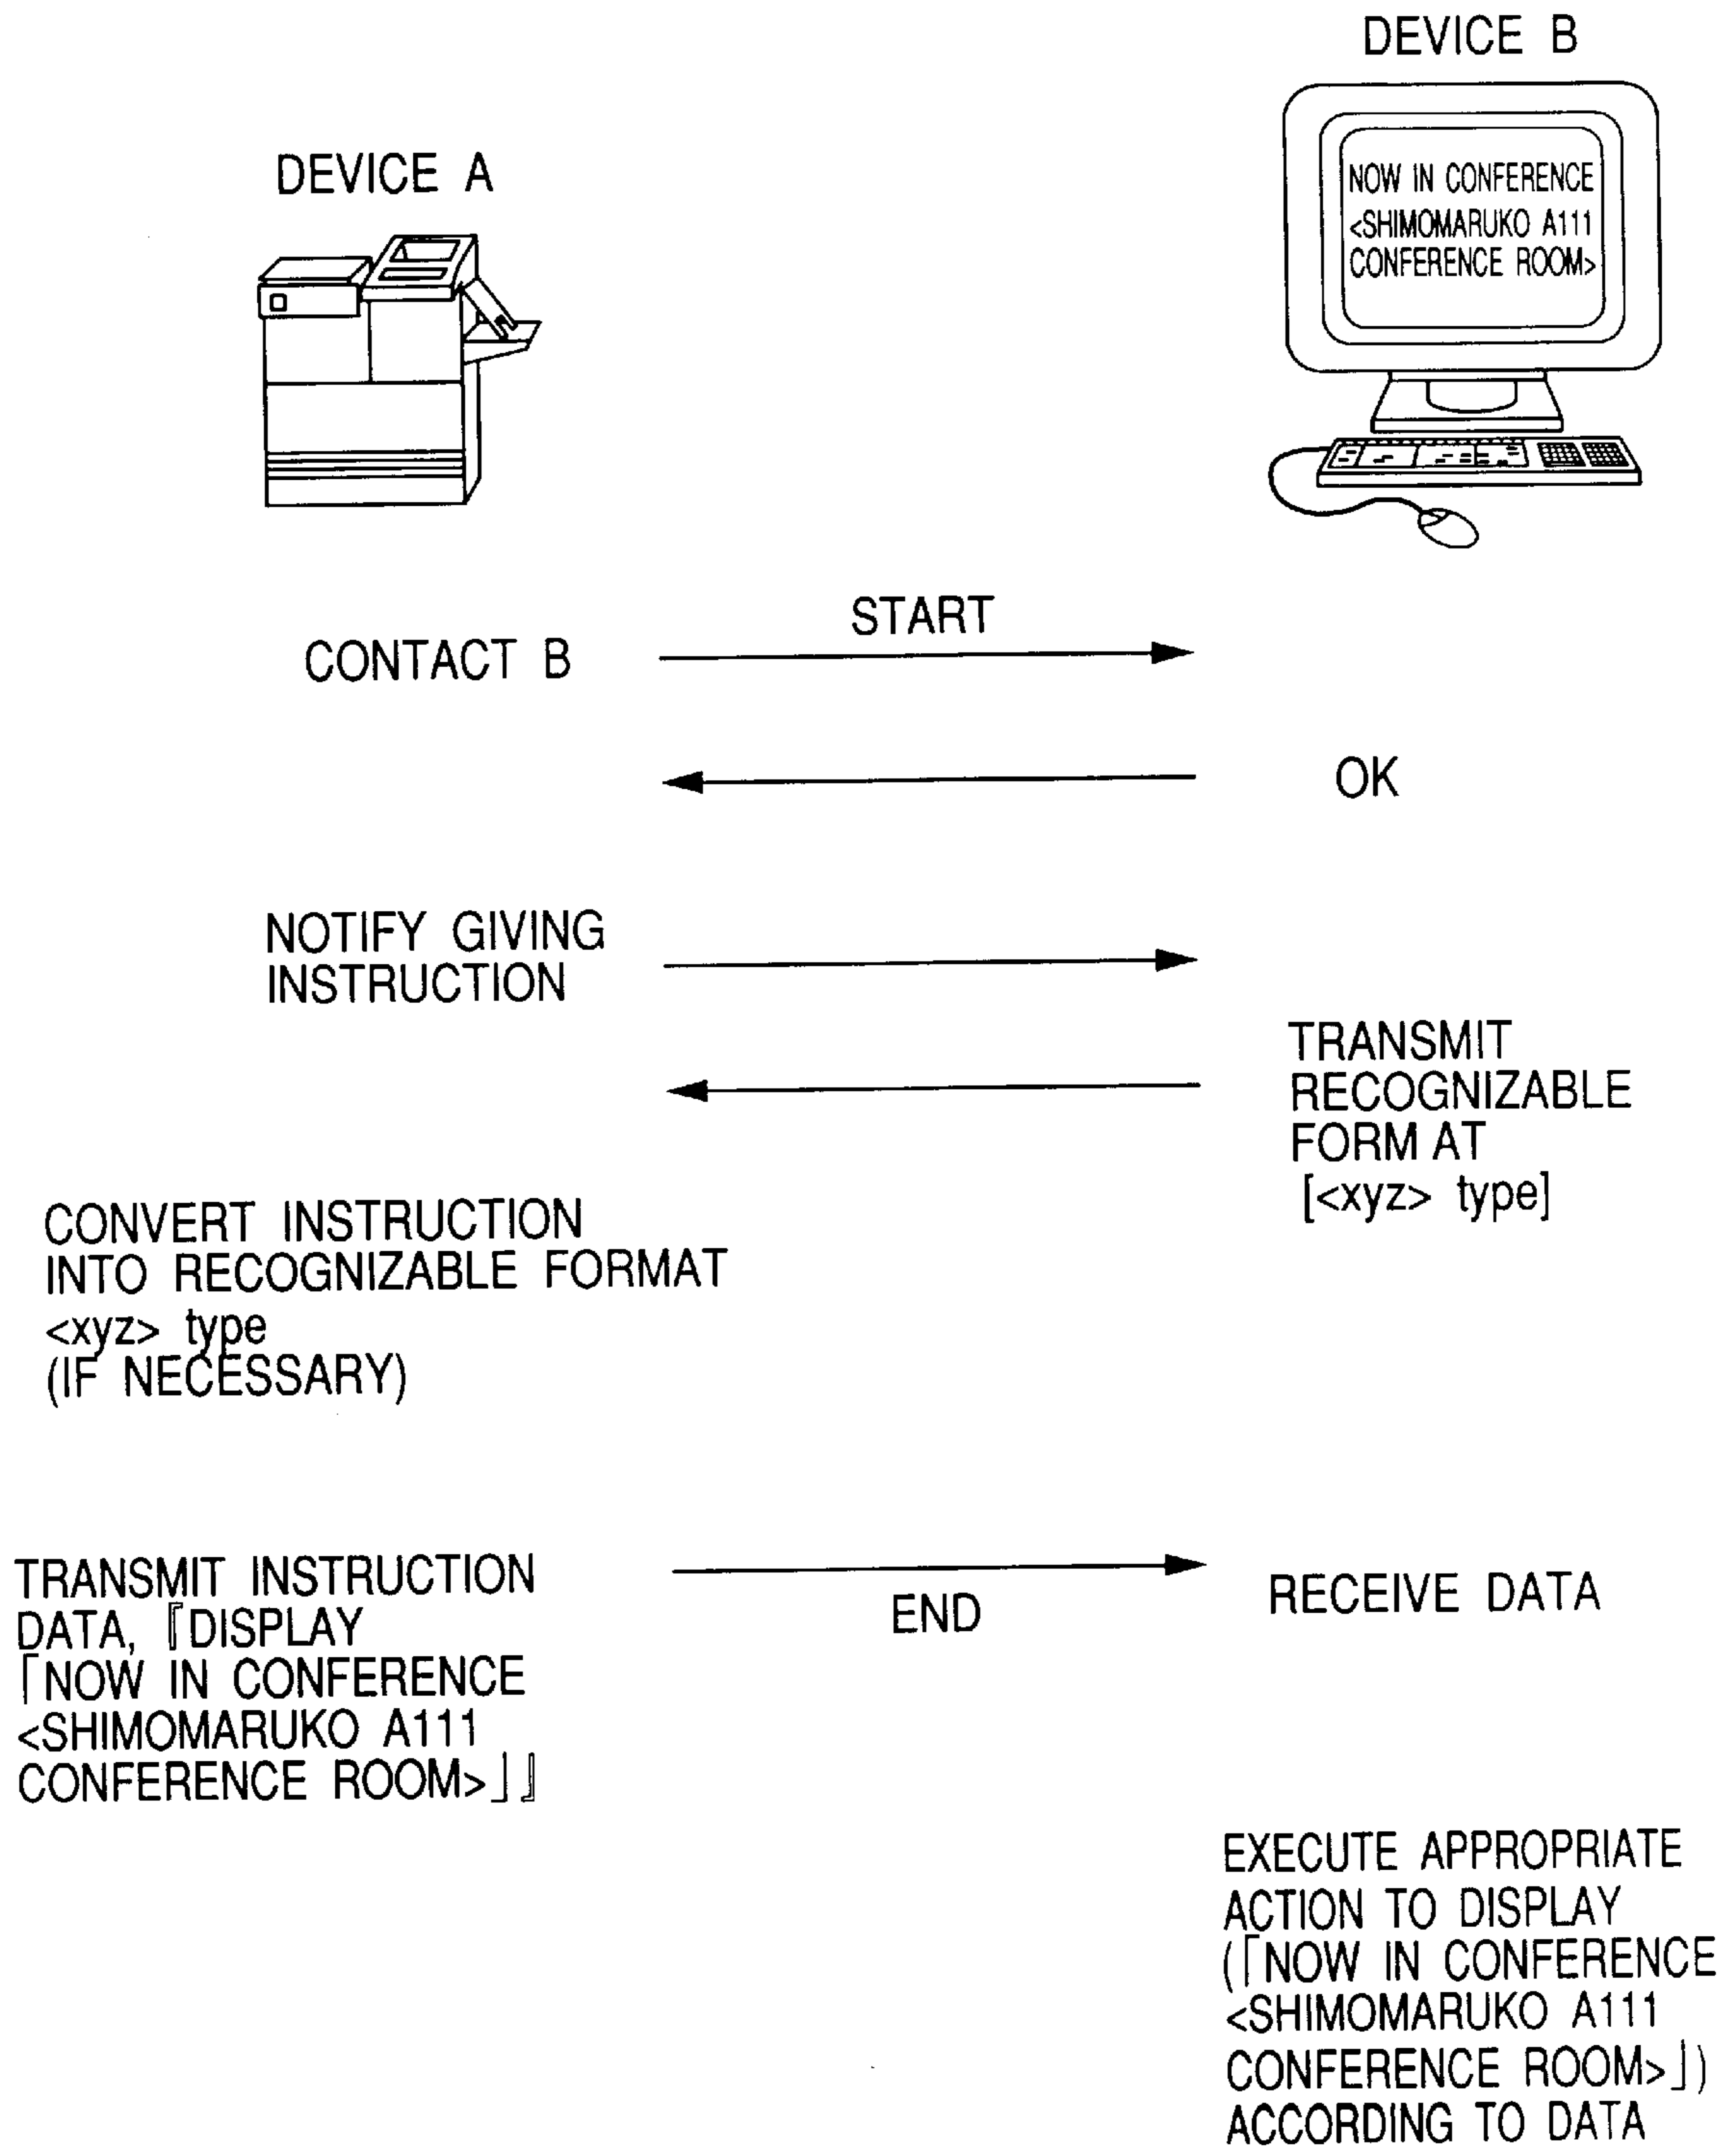 DEVICE B
NOW IN CONFERENCE
<SHIMOMARUKO A111
CONFERENCE ROOM>
DEVICE A
START
CONTACT B
OK
NOTIFY GIVING
INSTRUCTION
TRANSMIT
RECOGNIZABLE
FORM AT
[<xyz> type]
CONVERT INSTRUCTION
INTO RECOGNIZABLE FORMAT
<xyz> type
(IF NECESSARY)
TRANSMIT INSTRUCTION
DATA, 『DISPLAY
「NOW IN CONFERENCE
<SHIMOMARUKO A111
CONFERENCE ROOM>」』
END
RECEIVE DATA
EXECUTE APPROPRIATE
ACTION TO DISPLAY
(「NOW IN CONFERENCE
<SHIMOMARUKO A111
CONFERENCE ROOM>」)
ACCORDING TO DATA